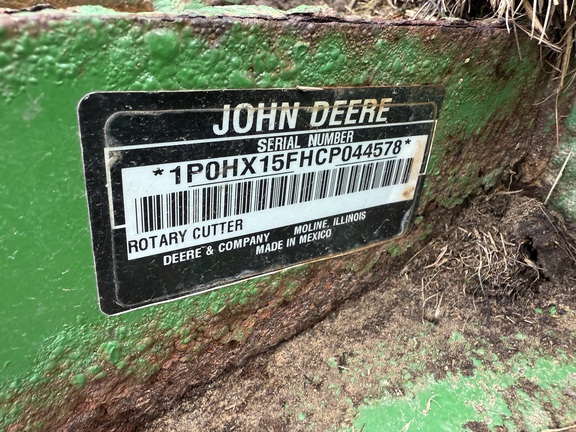 JOHN DEERE
SERIAL NUMBER
*1P0HX15FHCP044578*
ROTARY CUTTER
DEERE & COMPANY MOLINE, ILLINOIS
MADE IN MEXICO